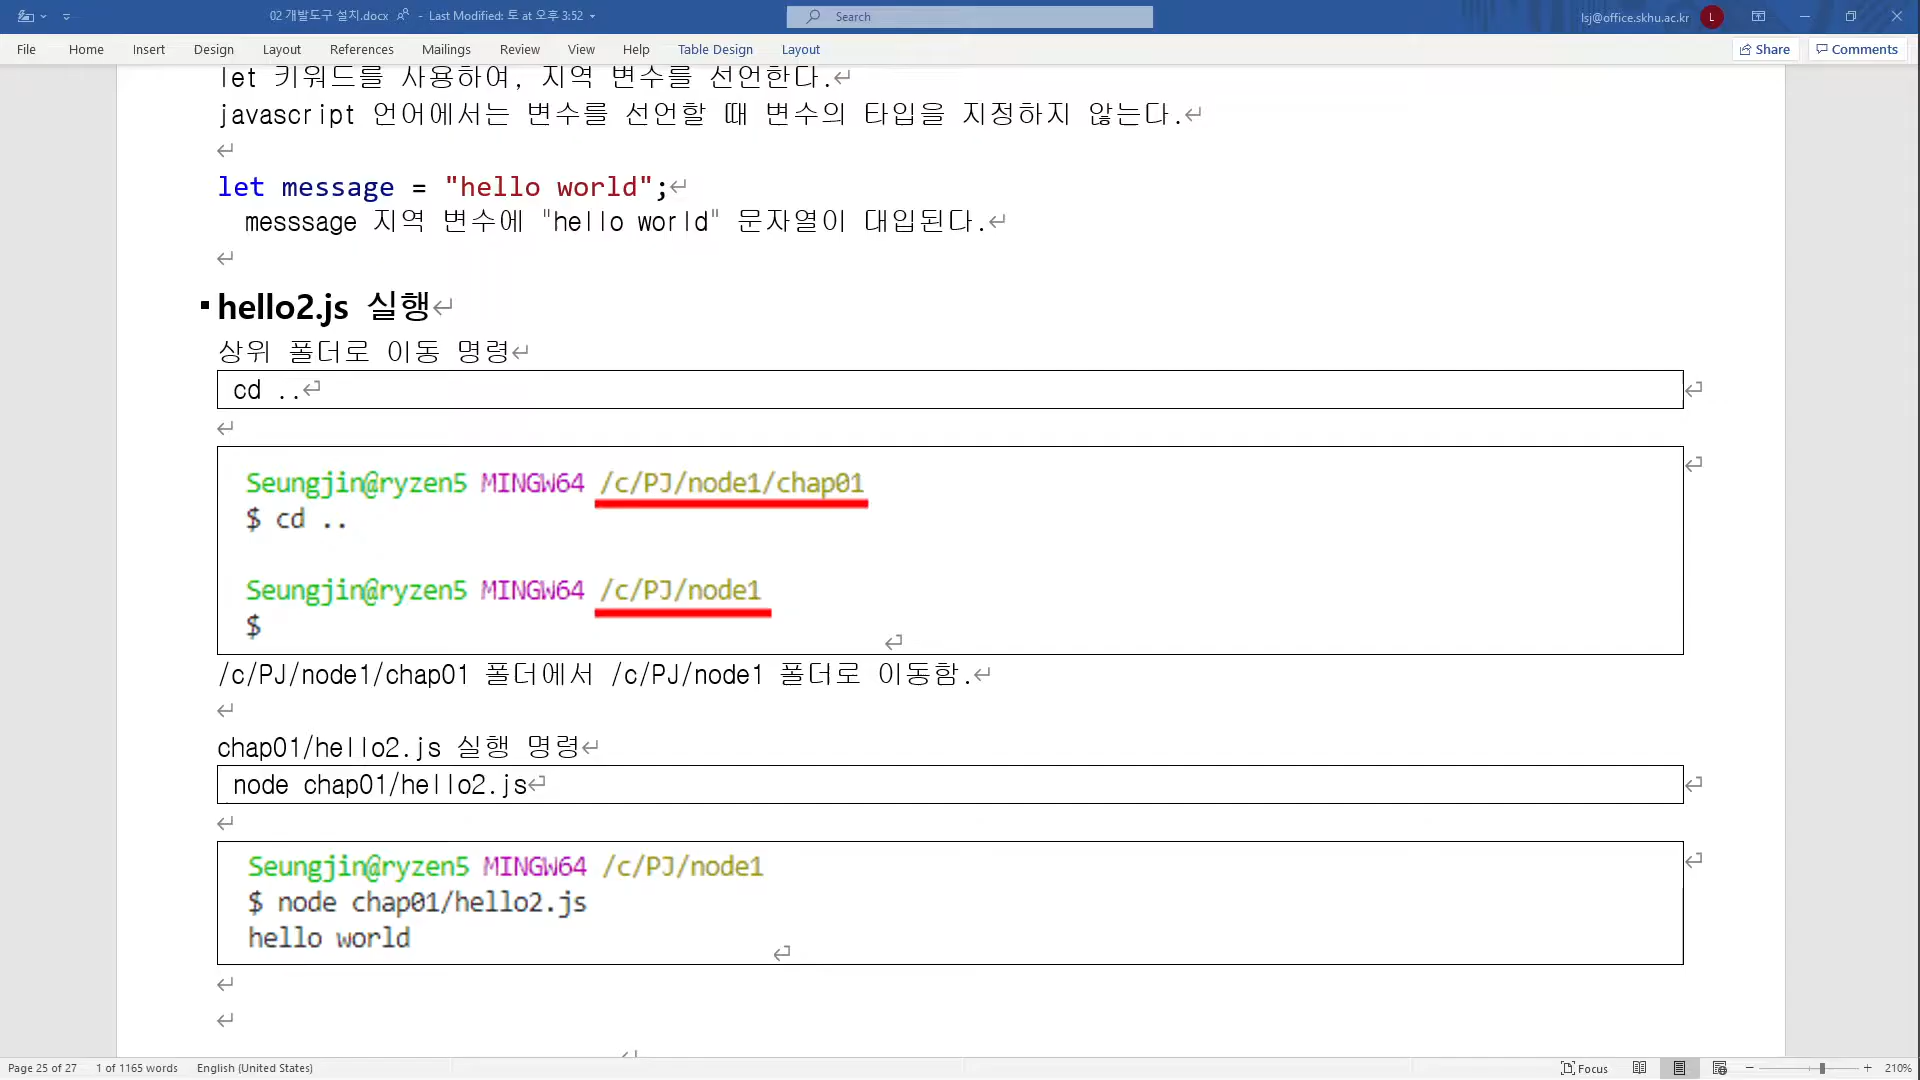 02 개발도구 설치.docx - Last Modified: 토 at 오후 3:52
Search
lsj@office.skhu.ac.kr L
File Home Insert Design Layout References Mailings Review View Help Table Design Layout Share Comments
let 키워드를 사용하여, 지역 변수를 선언한다.
javascript 언어에서는 변수를 선언할 때 변수의 타입을 지정하지 않는다.
let message = "hello world";
messsage 지역 변수에 "hello world" 문자열이 대입된다.
▪ hello2.js 실행
상위 폴더로 이동 명령
cd ..
Seungjin@ryzen5 MINGW64 /c/PJ/node1/chap01
$ cd ..
Seungjin@ryzen5 MINGW64 /c/PJ/node1
$
/c/PJ/node1/chap01 폴더에서 /c/PJ/node1 폴더로 이동함.
chap01/hello2.js 실행 명령
node chap01/hello2.js
Seungjin@ryzen5 MINGW64 /c/PJ/node1
$ node chap01/hello2.js
hello world
Page 25 of 27 1 of 1165 words English (United States) Focus 210%